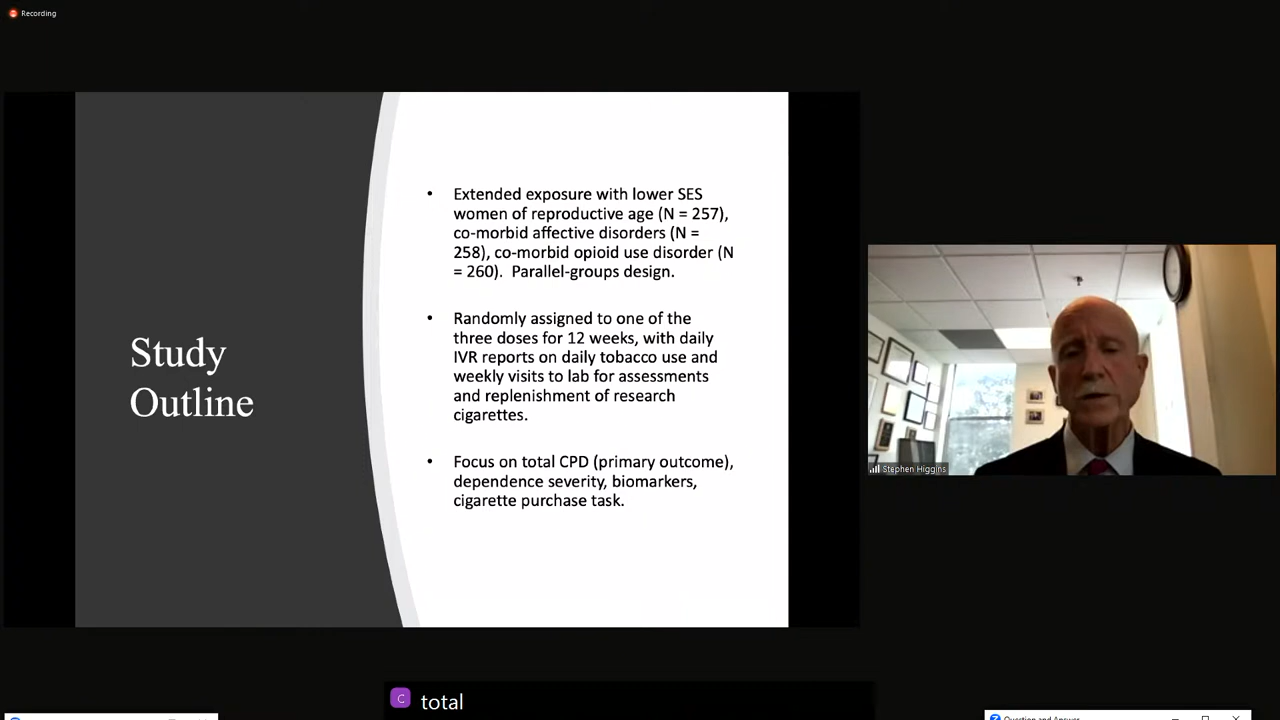 Recording
Study
Outline
• Extended exposure with lower SES
women of reproductive age (N = 257),
co-morbid affective disorders (N =
258), co-morbid opioid use disorder (N
= 260). Parallel-groups design.
• Randomly assigned to one of the
three doses for 12 weeks, with daily
IVR reports on daily tobacco use and
weekly visits to lab for assessments
and replenishment of research
cigarettes.
• Focus on total CPD (primary outcome),
dependence severity, biomarkers,
cigarette purchase task.
Stephen Higgins
C total
Question and Answer